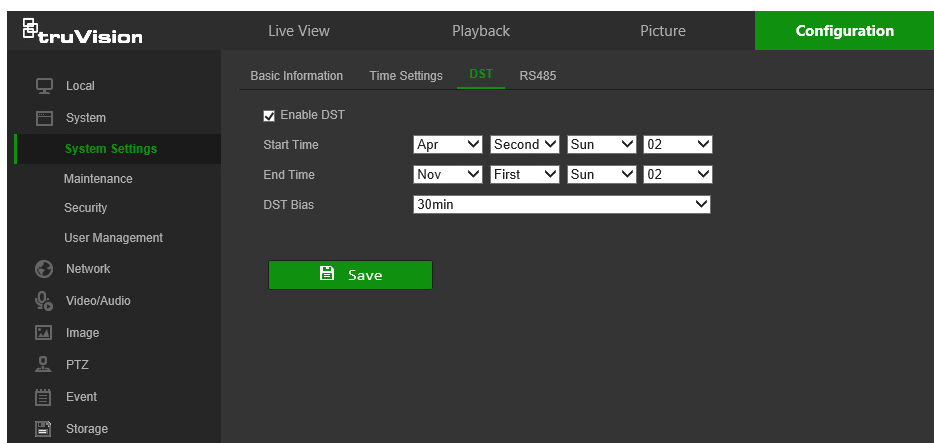 truVision Live View Playback Picture Configuration
Basic Information Time Settings DST RS485
Local
System
System Settings
Maintenance
Security
User Management
Network
Video/Audio
Image
PTZ
Event
Storage
Enable DST
Start Time Apr Second Sun 02
End Time Nov First Sun 02
DST Bias 30min
Save